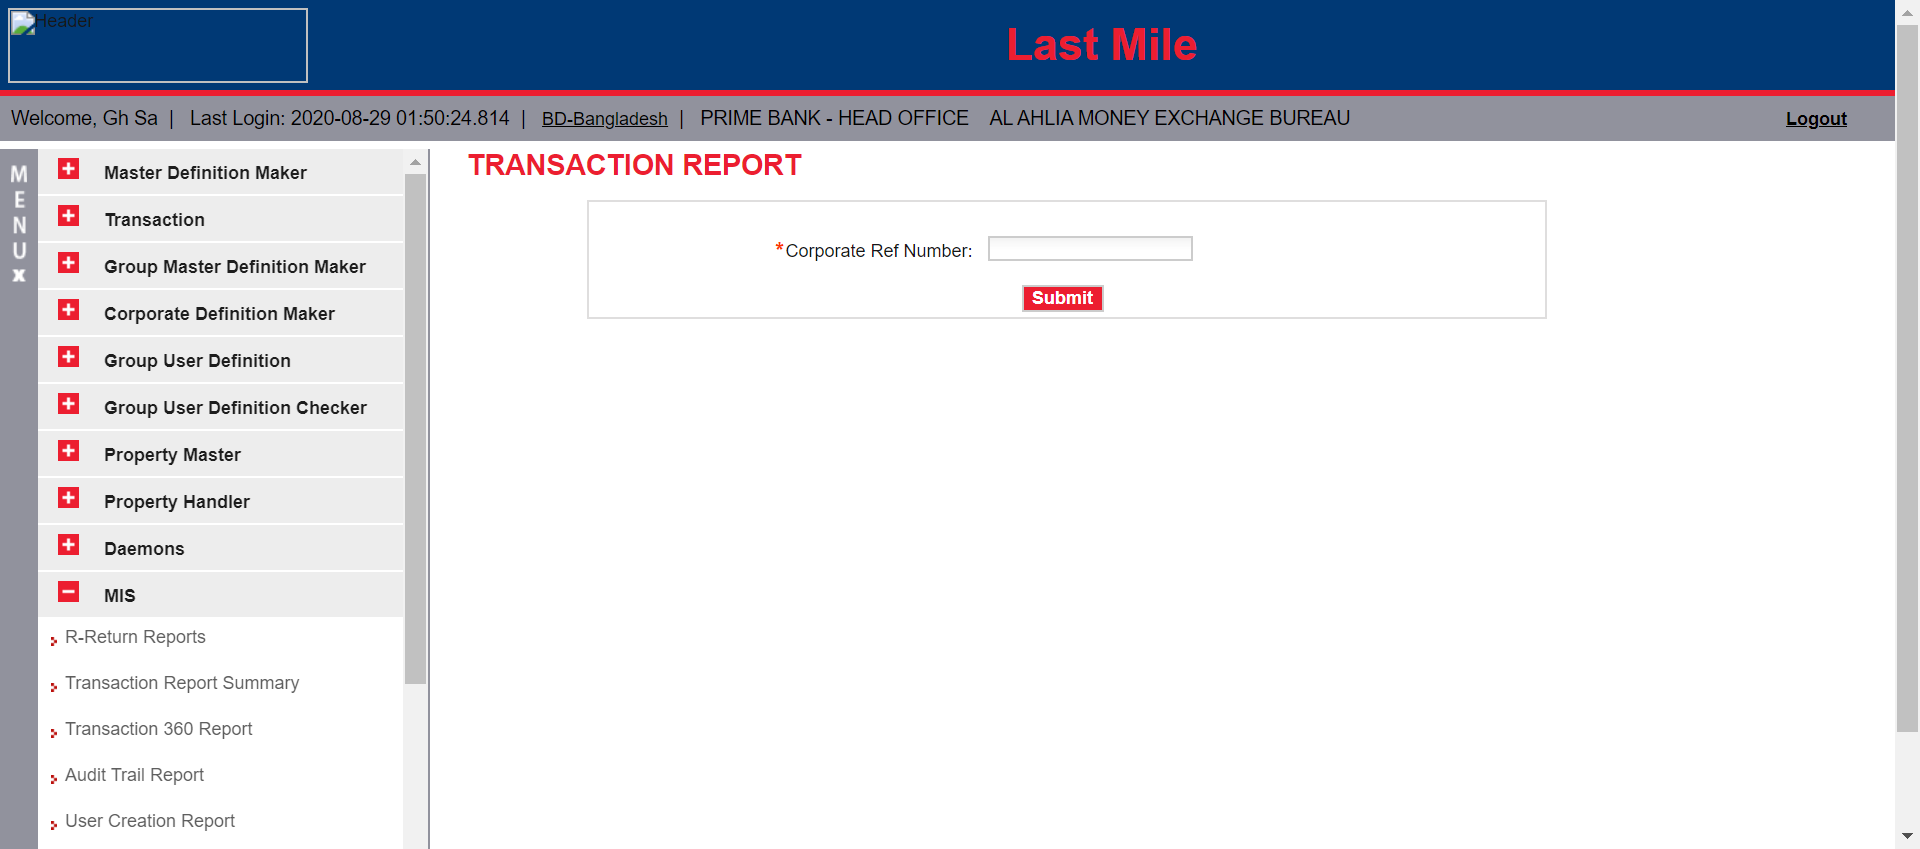 Header
Last Mile
Welcome, Gh Sa | Last Login: 2020-08-29 01:50:24.814 | BD-Bangladesh | PRIME BANK - HEAD OFFICE AL AHLIA MONEY EXCHANGE BUREAU Logout
MENU X
Master Definition Maker
Transaction
Group Master Definition Maker
Corporate Definition Maker
Group User Definition
Group User Definition Checker
Property Master
Property Handler
Daemons
MIS
R-Return Reports
Transaction Report Summary
Transaction 360 Report
Audit Trail Report
User Creation Report
TRANSACTION REPORT
*Corporate Ref Number:
Submit